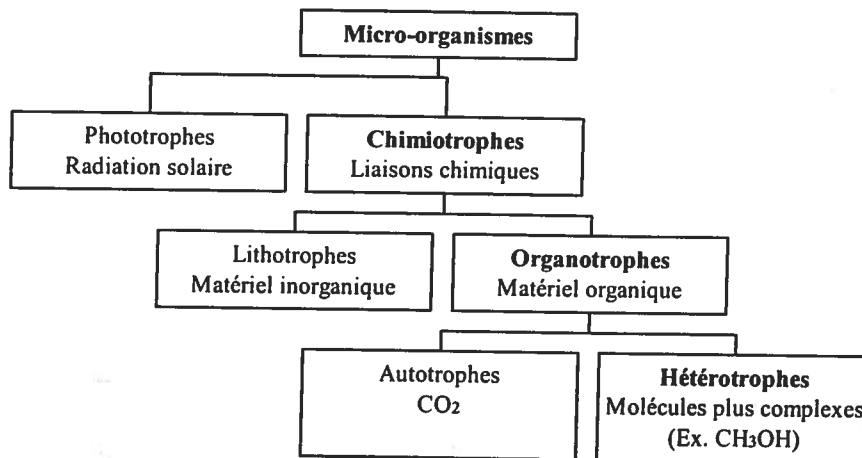 Micro-organismes
Phototrophes
Radiation solaire
Chimiotrophes
Liaisons chimiques
Lithotrophes
Matériel inorganique
Organotrophes
Matériel organique
Autotrophes
CO2
Hétérotrophes
Molécules plus complexes
(Ex. CH3OH)